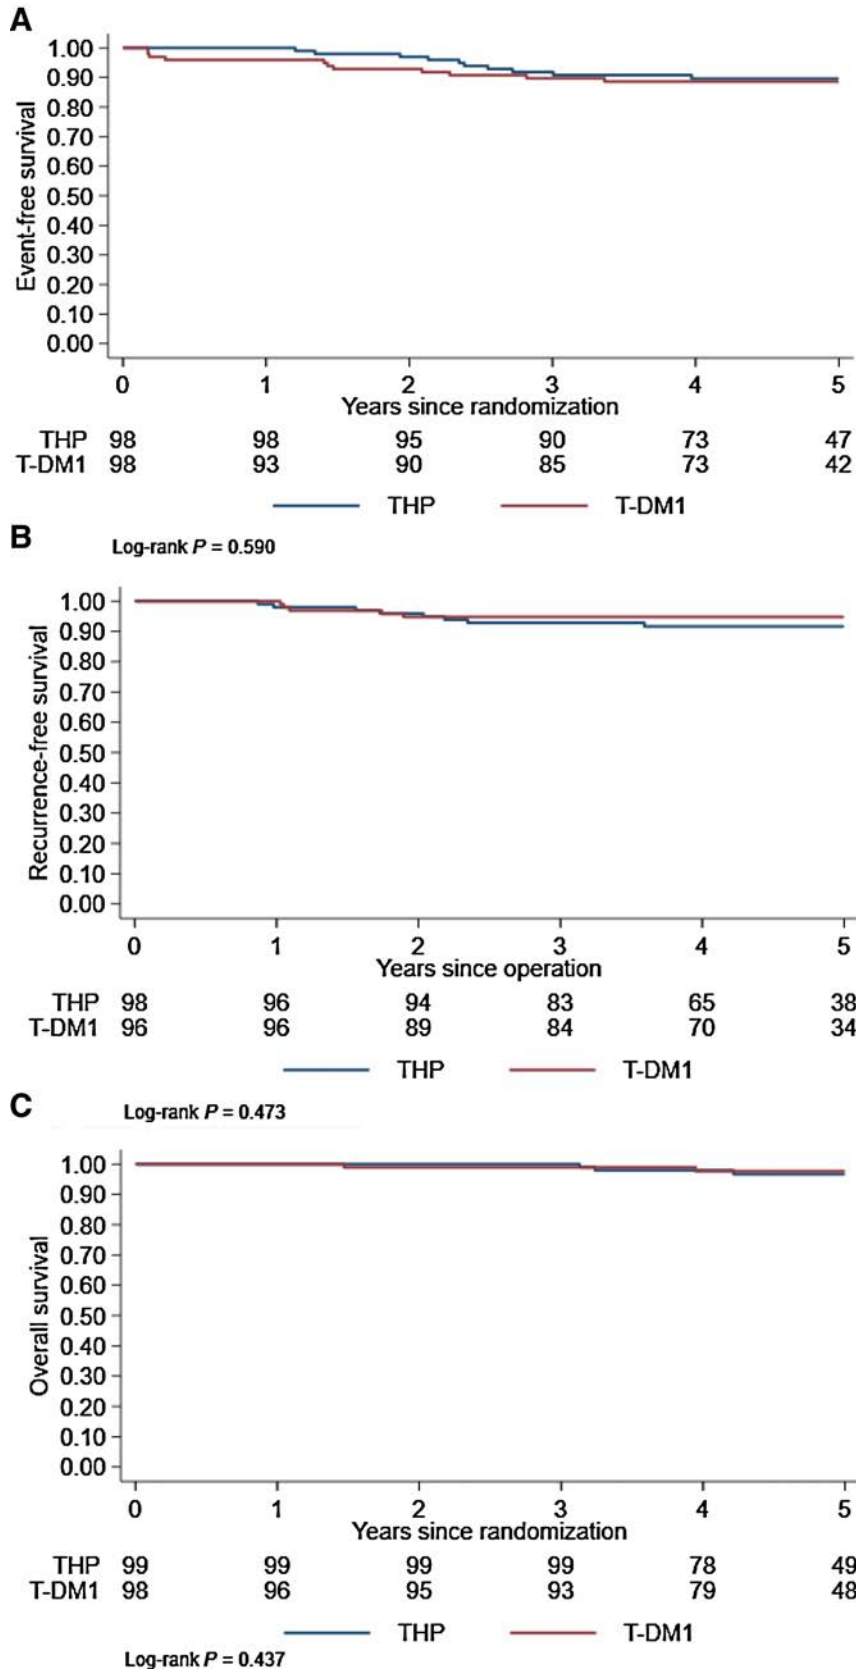 A
Event-free survival
1.00
0.90
0.80
0.70
0.60
0.50
0.40
0.30
0.20
0.10
0.00
0 1 2 3 4 5
Years since randomization
THP 98 98 95 90 73 47
T-DM1 98 93 90 85 73 42
THP T-DM1
Log-rank P = 0.590
B
Recurrence-free survival
1.00
0.90
0.80
0.70
0.60
0.50
0.40
0.30
0.20
0.10
0.00
0 1 2 3 4 5
Years since operation
THP 98 96 94 83 65 38
T-DM1 96 96 89 84 70 34
THP T-DM1
Log-rank P = 0.473
C
Overall survival
1.00
0.90
0.80
0.70
0.60
0.50
0.40
0.30
0.20
0.10
0.00
0 1 2 3 4 5
Years since randomization
THP 99 99 99 99 78 49
T-DM1 98 96 95 93 79 48
THP T-DM1
Log-rank P = 0.437